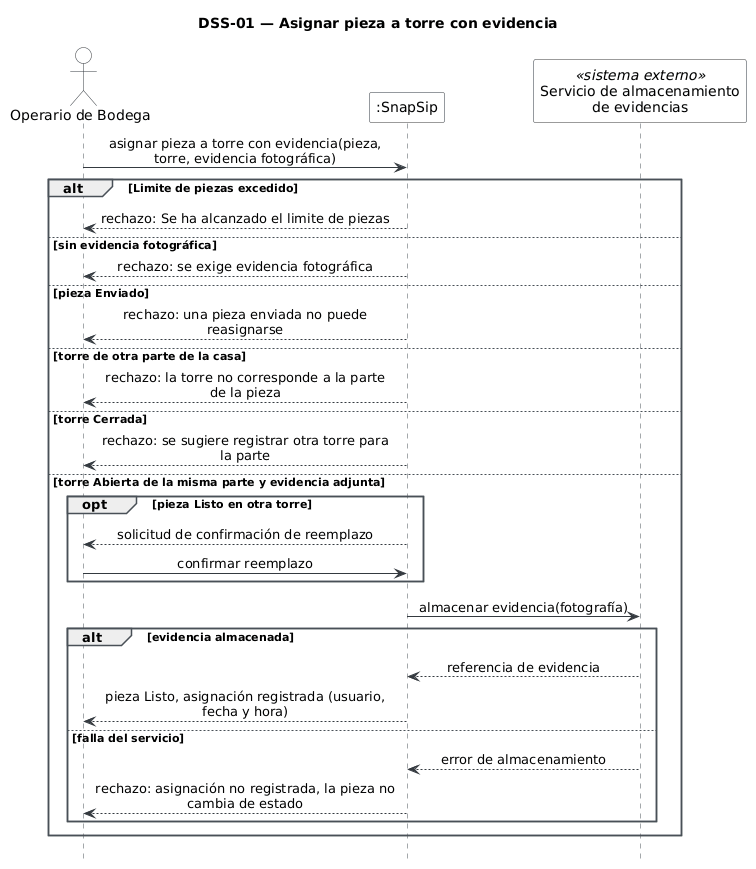 DSS-01 — Asignar pieza a torre con evidencia
Operario de Bodega
:SnapSip
«sistema externo»
Servicio de almacenamiento
de evidencias
asignar pieza a torre con evidencia(pieza,
torre, evidencia fotográfica)
alt
[Limite de piezas excedido]
rechazo: Se ha alcanzado el limite de piezas
[sin evidencia fotográfica]
rechazo: se exige evidencia fotográfica
[pieza Enviado]
rechazo: una pieza enviada no puede
reasignarse
[torre de otra parte de la casa]
rechazo: la torre no corresponde a la parte
de la pieza
[torre Cerrada]
rechazo: se sugiere registrar otra torre para
la parte
[torre Abierta de la misma parte y evidencia adjunta]
opt
[pieza Listo en otra torre]
solicitud de confirmación de reemplazo
confirmar reemplazo
almacenar evidencia(fotografía)
alt
[evidencia almacenada]
referencia de evidencia
pieza Listo, asignación registrada (usuario,
fecha y hora)
[falla del servicio]
error de almacenamiento
rechazo: asignación no registrada, la pieza no
cambia de estado